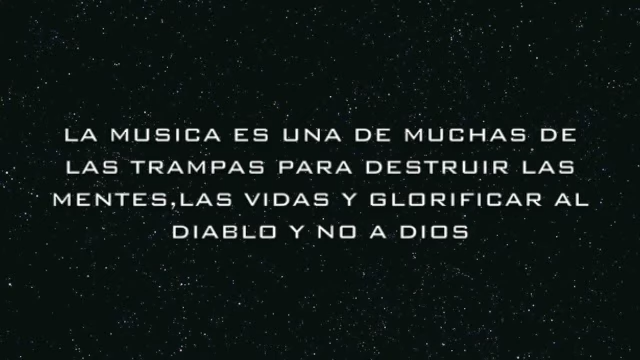 LA MUSICA ES UNA DE MUCHAS DE
LAS TRAMPAS PARA DESTRUIR LAS
MENTES,LAS VIDAS Y GLORIFICAR AL
DIABLO Y NO A DIOS